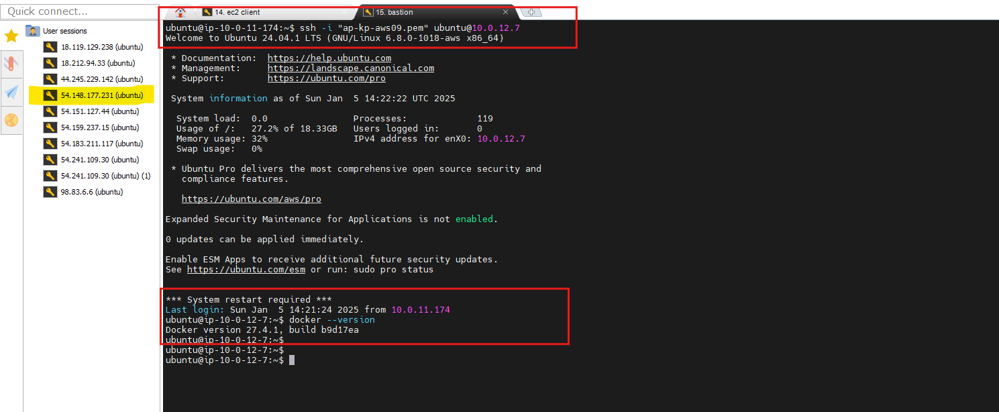 Quick connect...
User sessions
18.119.129.238 (ubuntu)
18.212.94.33 (ubuntu)
44.245.229.142 (ubuntu)
54.148.177.231 (ubuntu)
54.151.127.44 (ubuntu)
54.159.237.15 (ubuntu)
54.183.211.117 (ubuntu)
54.241.109.30 (ubuntu)
54.241.109.30 (ubuntu) (1)
98.83.6.6 (ubuntu)
14. ec2 client
15. bastion
ubuntu@ip-10-0-11-174:~$ ssh -i "ap-kp-aws09.pem" ubuntu@10.0.12.7
Welcome to Ubuntu 24.04.1 LTS (GNU/Linux 6.8.0-1018-aws x86_64)
* Documentation:  https://help.ubuntu.com
* Management:     https://landscape.canonical.com
* Support:        https://ubuntu.com/pro
System information as of Sun Jan  5 14:22:22 UTC 2025
System load:  0.0                Processes:             119
Usage of /:   27.2% of 18.33GB   Users logged in:       0
Memory usage: 32%                IPv4 address for enX0: 10.0.12.7
Swap usage:   0%
* Ubuntu Pro delivers the most comprehensive open source security and
compliance features.
https://ubuntu.com/aws/pro
Expanded Security Maintenance for Applications is not enabled.
0 updates can be applied immediately.
Enable ESM Apps to receive additional future security updates.
See https://ubuntu.com/esm or run: sudo pro status
*** System restart required ***
Last login: Sun Jan  5 14:21:24 2025 from 10.0.11.174
ubuntu@ip-10-0-12-7:~$ docker --version
Docker version 27.4.1, build b9d17ea
ubuntu@ip-10-0-12-7:~$
ubuntu@ip-10-0-12-7:~$
ubuntu@ip-10-0-12-7:~$